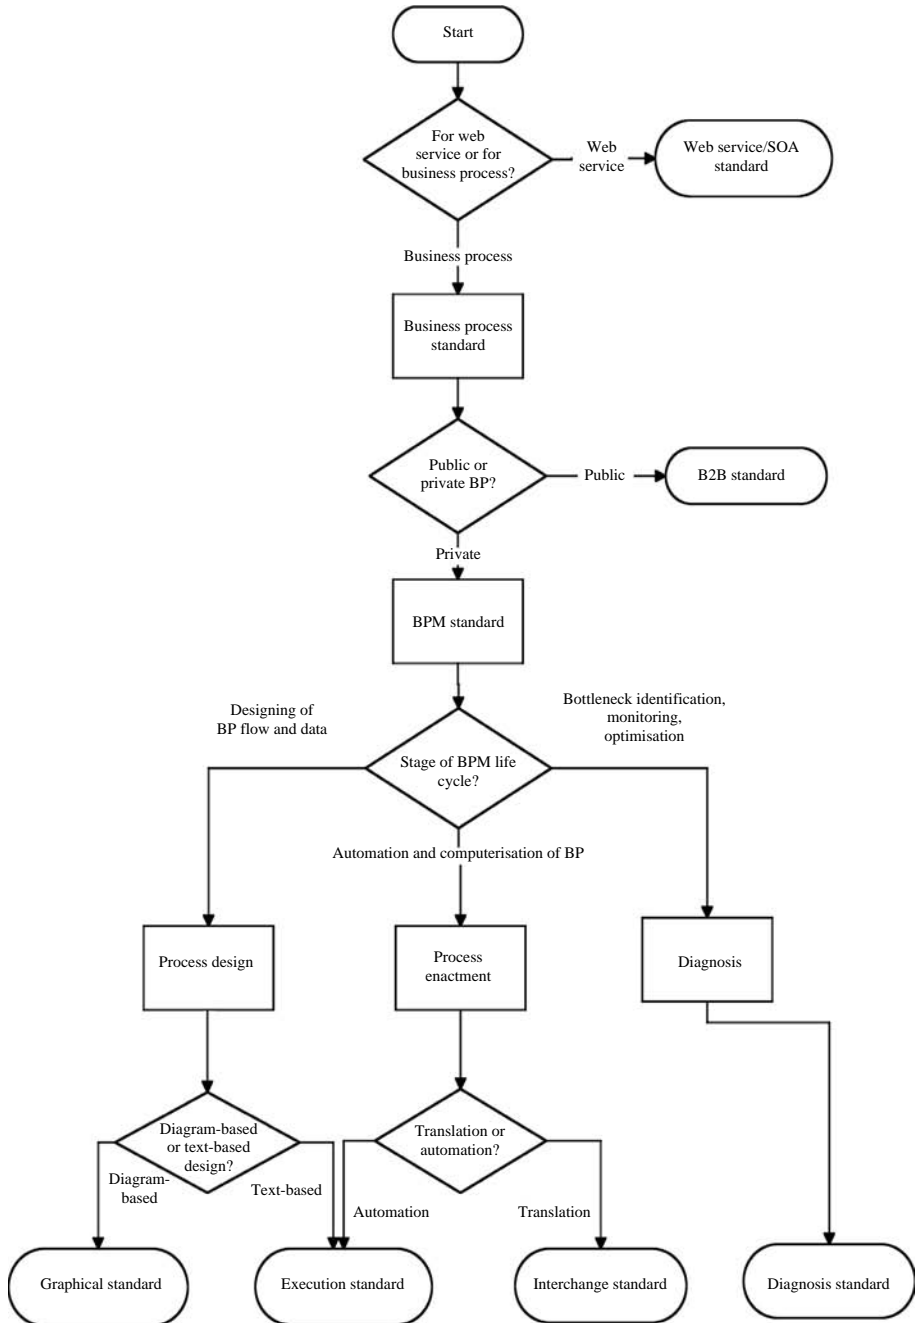 Start
For web
service or for
business process?
Web
service
Web service/SOA
standard
Business process
Business process
standard
Public or
private BP?
Public
B2B standard
Private
BPM standard
Designing of
BP flow and data
Bottleneck identification,
monitoring,
optimisation
Stage of BPM life
cycle?
Automation and computerisation of BP
Process design
Process
enactment
Diagnosis
Diagram-based
or text-based
design?
Translation or
automation?
Diagram-
based
Text-based
Automation
Translation
Graphical standard
Execution standard
Interchange standard
Diagnosis standard